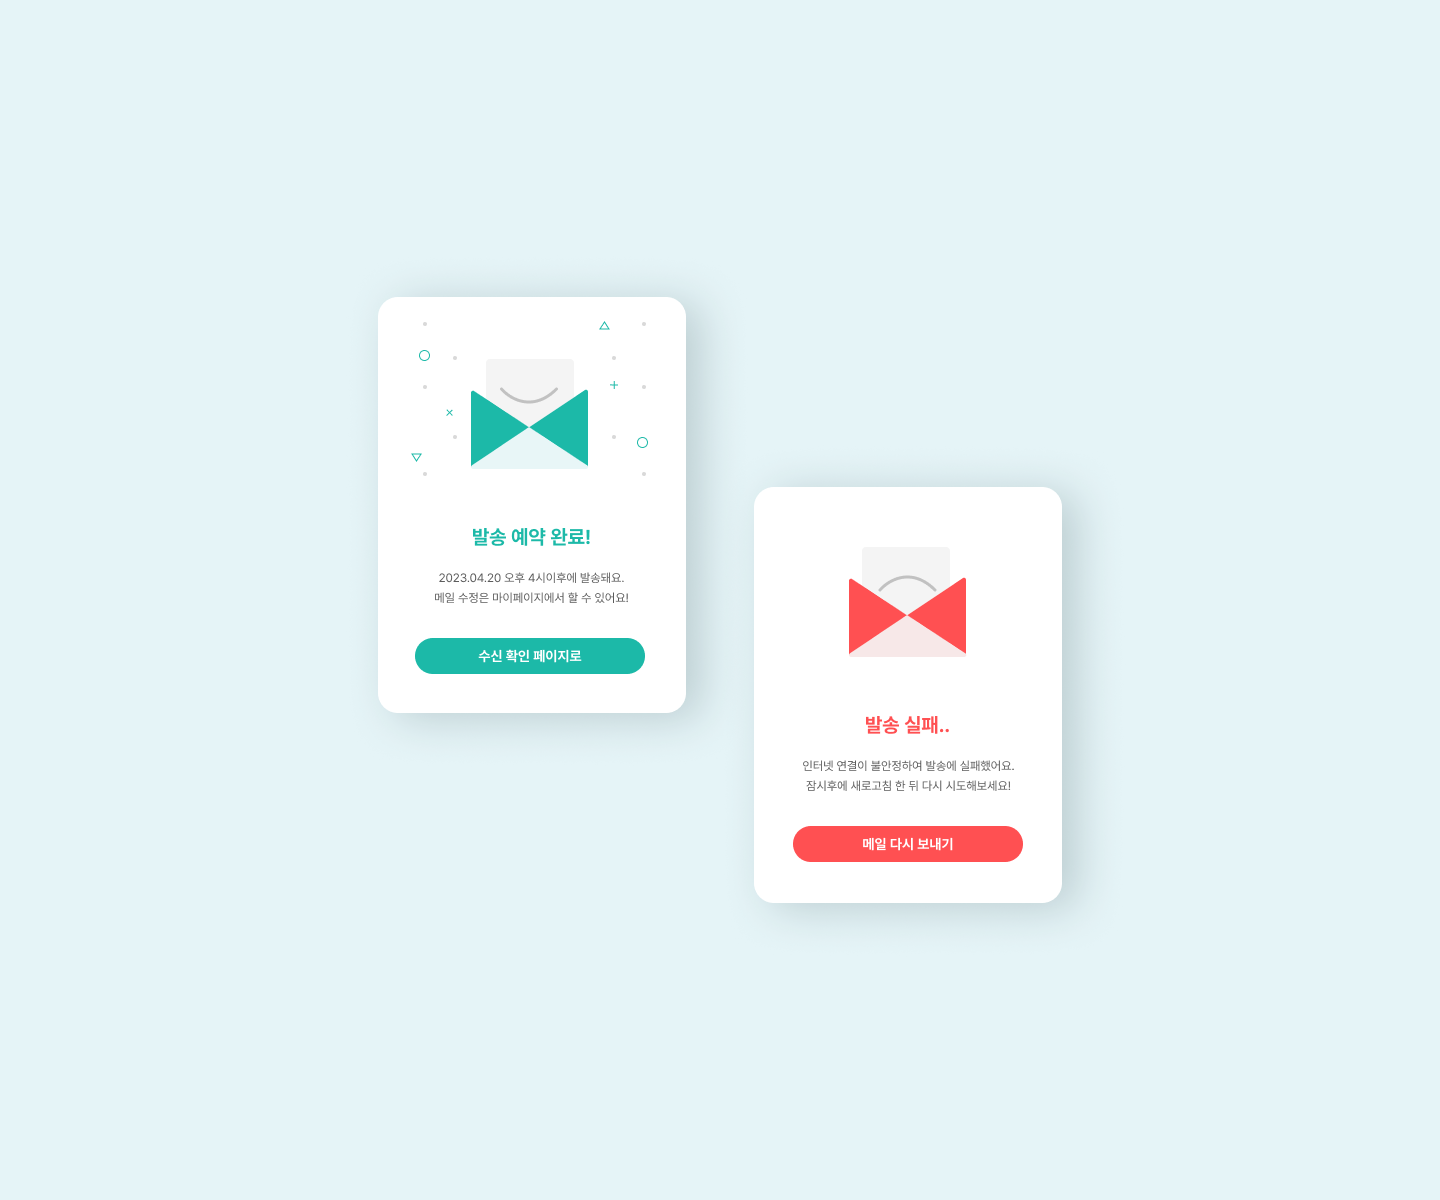 발송 예약 완료!
2023.04.20 오후 4시이후에 발송돼요.
메일 수정은 마이페이지에서 할 수 있어요!
수신 확인 페이지로
발송 실패..
인터넷 연결이 불안정하여 발송에 실패했어요.
잠시후에 새로고침 한 뒤 다시 시도해보세요!
메일 다시 보내기